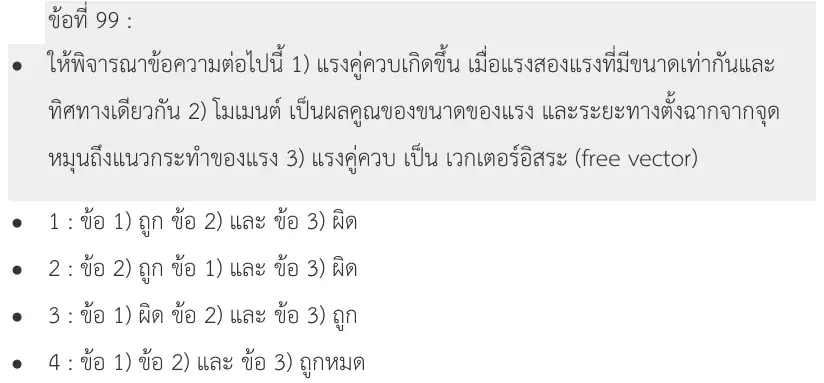 ข้อที่ 99 :
• ให้พิจารณาข้อความต่อไปนี้ 1) แรงคู่ควบเกิดขึ้น เมื่อแรงสองแรงที่มีขนาดเท่ากันและ
ทิศทางเดียวกัน 2) โมเมนต์ เป็นผลคูณของขนาดของแรง และระยะทางตั้งฉากจากจุด
หมุนถึงแนวกระทำของแรง 3) แรงคู่ควบ เป็น เวกเตอร์อิสระ (free vector)
• 1 : ข้อ 1) ถูก ข้อ 2) และ ข้อ 3) ผิด
• 2 : ข้อ 2) ถูก ข้อ 1) และ ข้อ 3) ผิด
• 3 : ข้อ 1) ผิด ข้อ 2) และ ข้อ 3) ถูก
• 4 : ข้อ 1) ข้อ 2) และ ข้อ 3) ถูกหมด